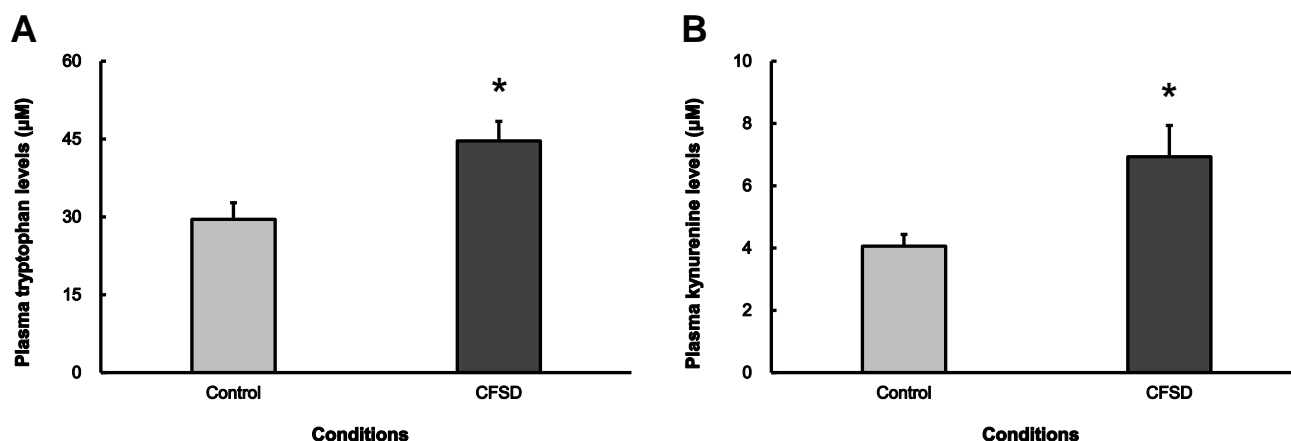 A
Plasma tryptophan levels (µM)
60
45
30
15
0
*
Control
CFSD
Conditions
B
Plasma kynurenine levels (µM)
10
8
6
4
2
0
*
Control
CFSD
Conditions